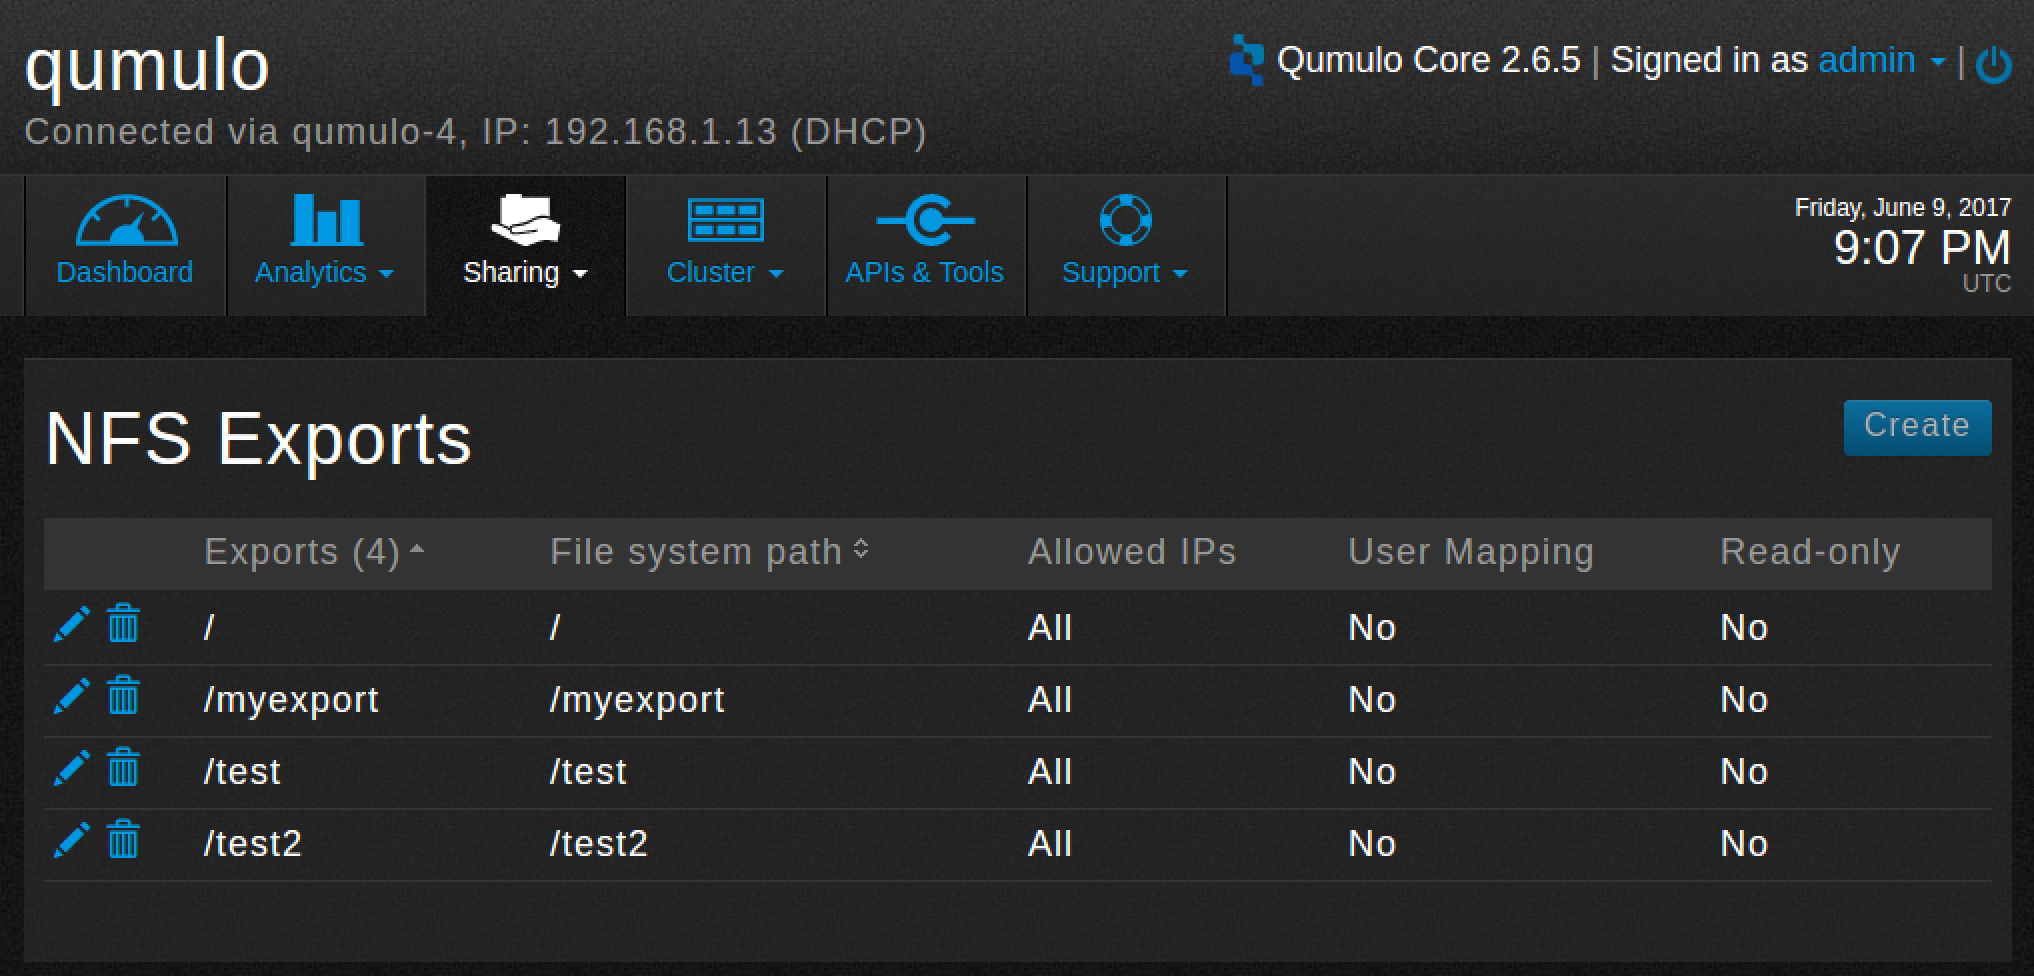 qumulo
Qumulo Core 2.6.5 | Signed in as admin |
Connected via qumulo-4, IP: 192.168.1.13 (DHCP)
Dashboard Analytics Sharing Cluster APIs & Tools Support
Friday, June 9, 2017
9:07 PM
UTC
NFS Exports
Create
Exports (4) File system path Allowed IPs User Mapping Read-only
/ / All No No
/myexport /myexport All No No
/test /test All No No
/test2 /test2 All No No